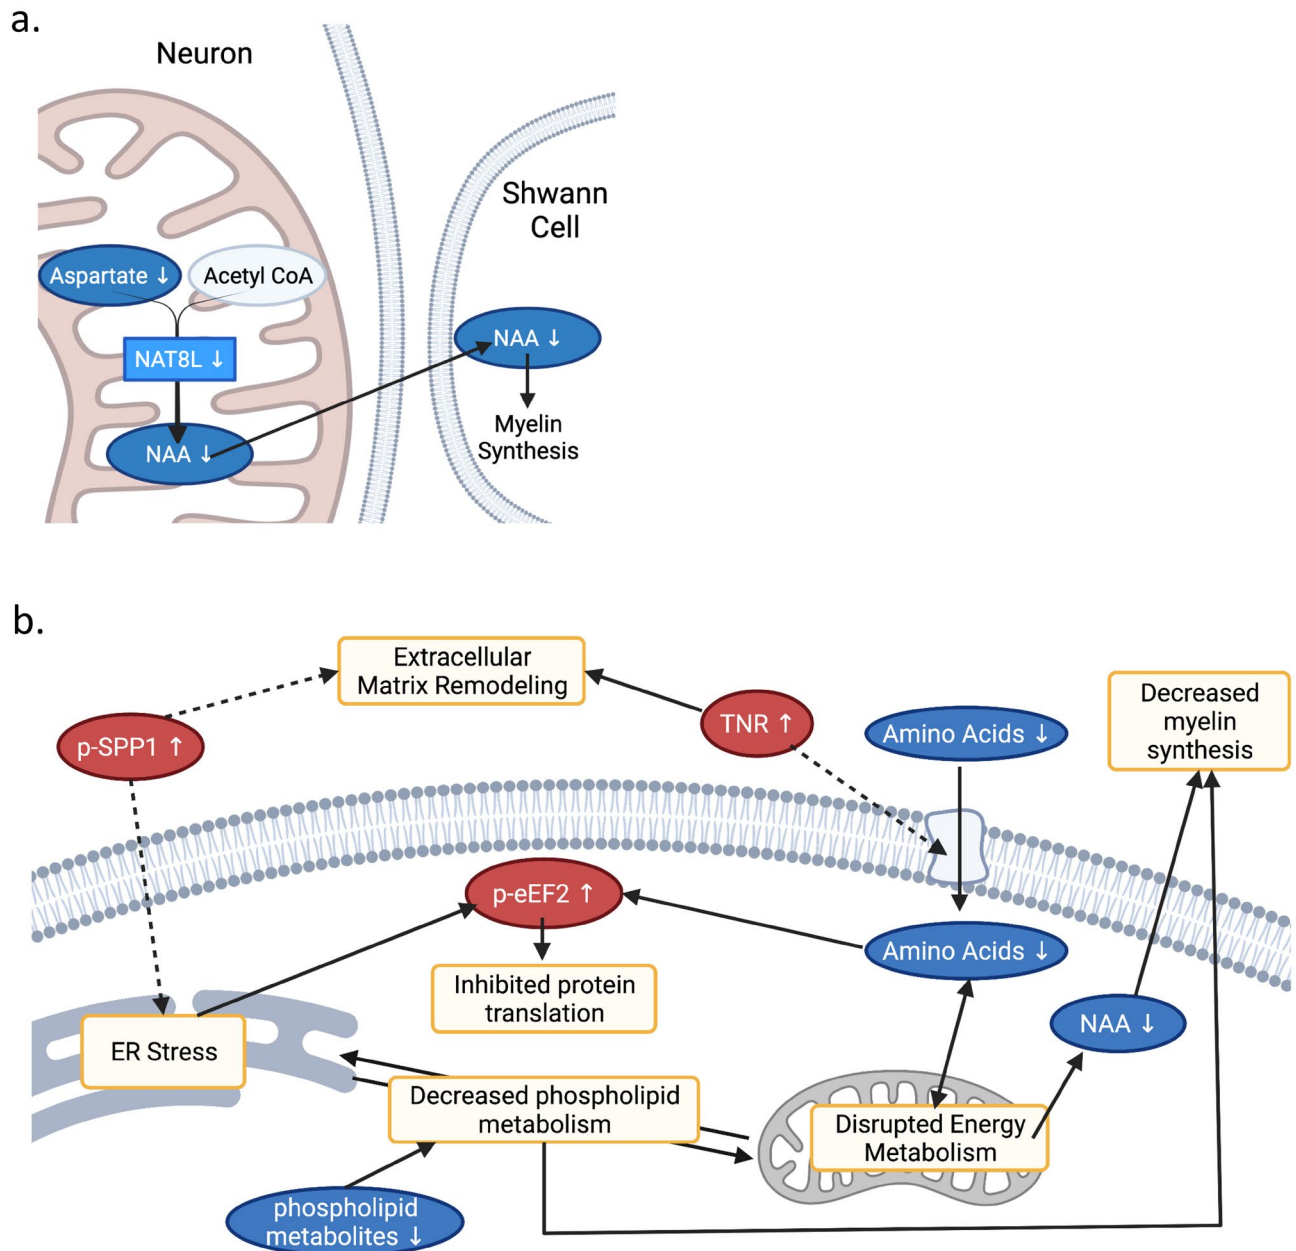 a.
Neuron
Shwann
Cell
Aspartate ↓
Acetyl CoA
NAT8L ↓
NAA ↓
NAA ↓
Myelin
Synthesis
b.
Extracellular
Matrix Remodeling
p-SPP1 ↑
TNR ↑
Amino Acids ↓
Decreased
myelin
synthesis
p-eEF2 ↑
Amino Acids ↓
Inhibited protein
translation
NAA ↓
ER Stress
Decreased phospholipid
metabolism
Disrupted Energy
Metabolism
phospholipid
metabolites ↓